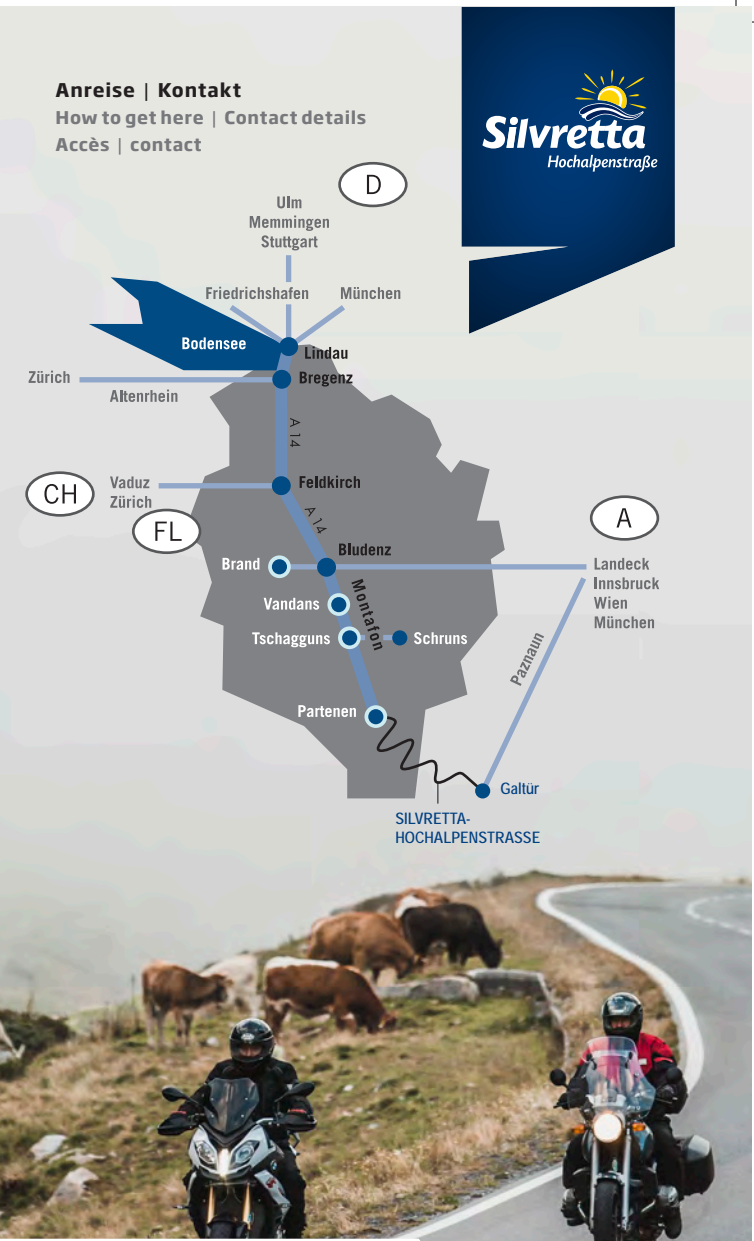 Anreise | Kontakt
How to get here | Contact details
Accès | contact
Silvretta
Hochalpenstraße
D
Ulm
Memmingen
Stuttgart
Friedrichshafen
München
Bodensee
Lindau
Zürich
Bregenz
Altenrhein
A 14
CH
Vaduz
Zürich
Feldkirch
FL
A 14
A
Bludenz
Brand
Landeck
Innsbruck
Wien
München
Vandans
Montafon
Tschagguns
Schruns
Paznaun
Partenen
Galtür
SILVRETTA-
HOCHALPENSTRASSE